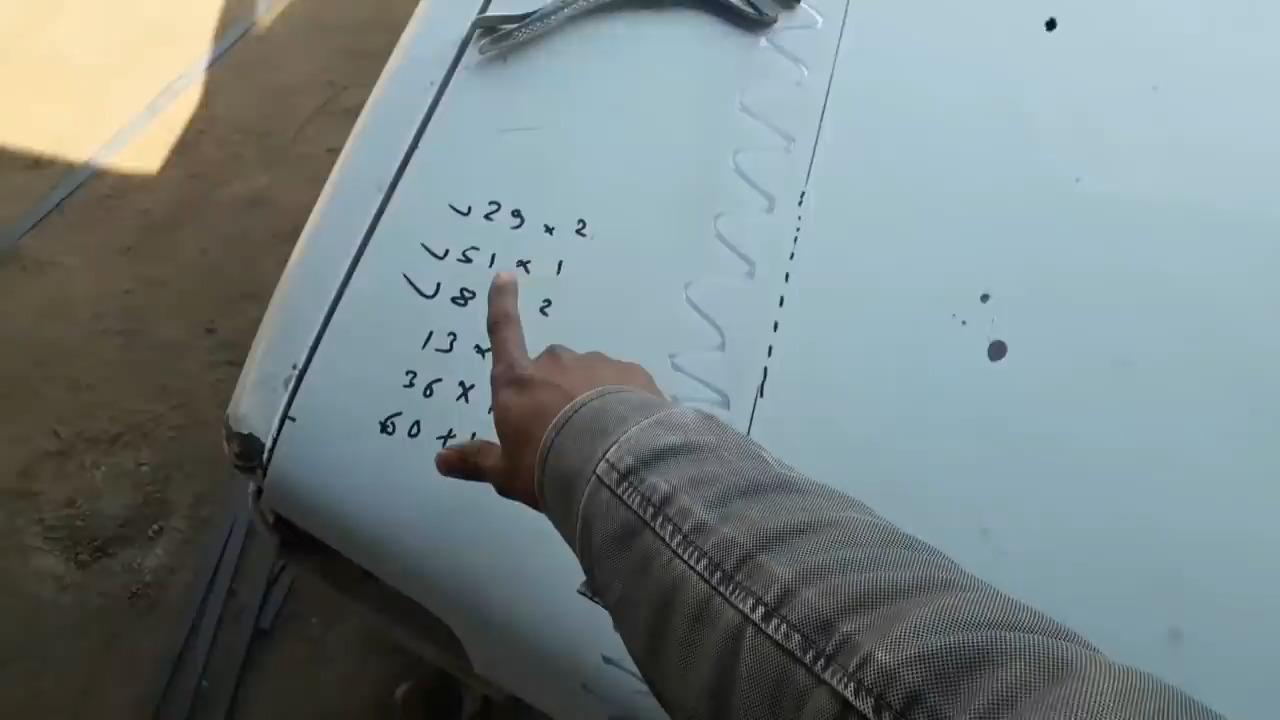 ✓29 × 2
✓51 × 1
✓8 2
13 ×
36 ×
60 +